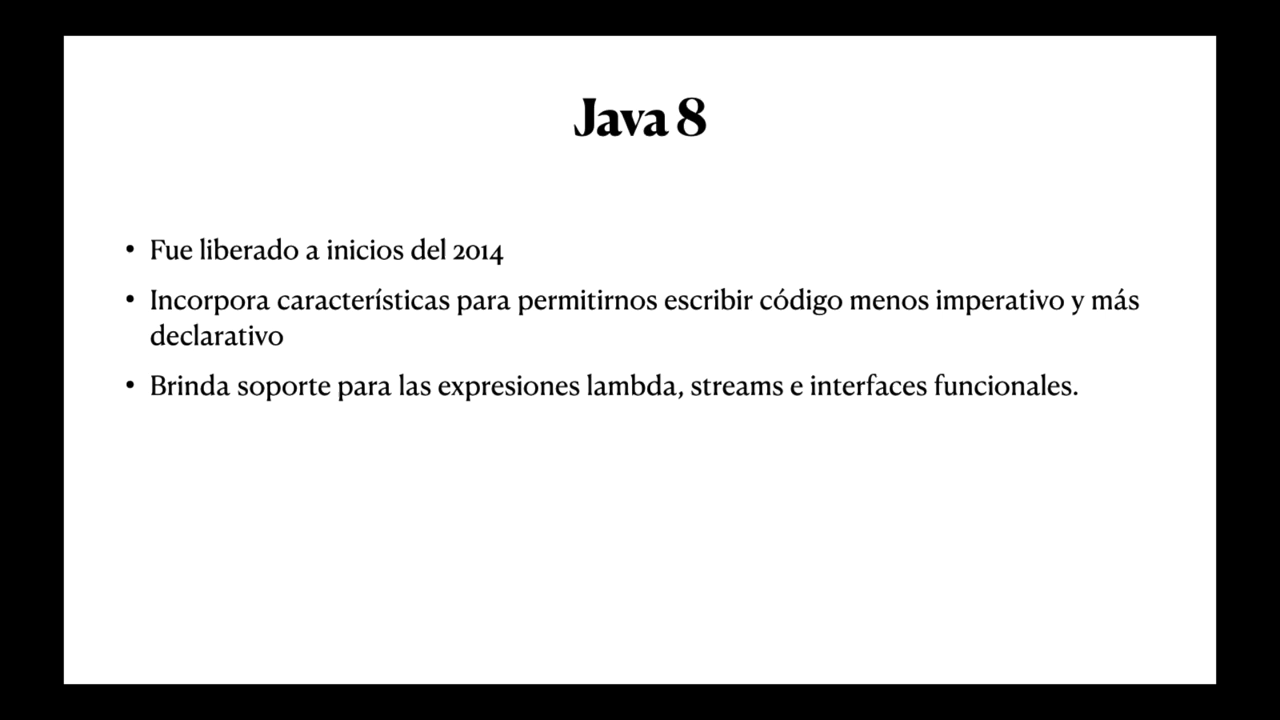 Java 8
• Fue liberado a inicios del 2014
• Incorpora características para permitirnos escribir código menos imperativo y más
declarativo
• Brinda soporte para las expresiones lambda, streams e interfaces funcionales.